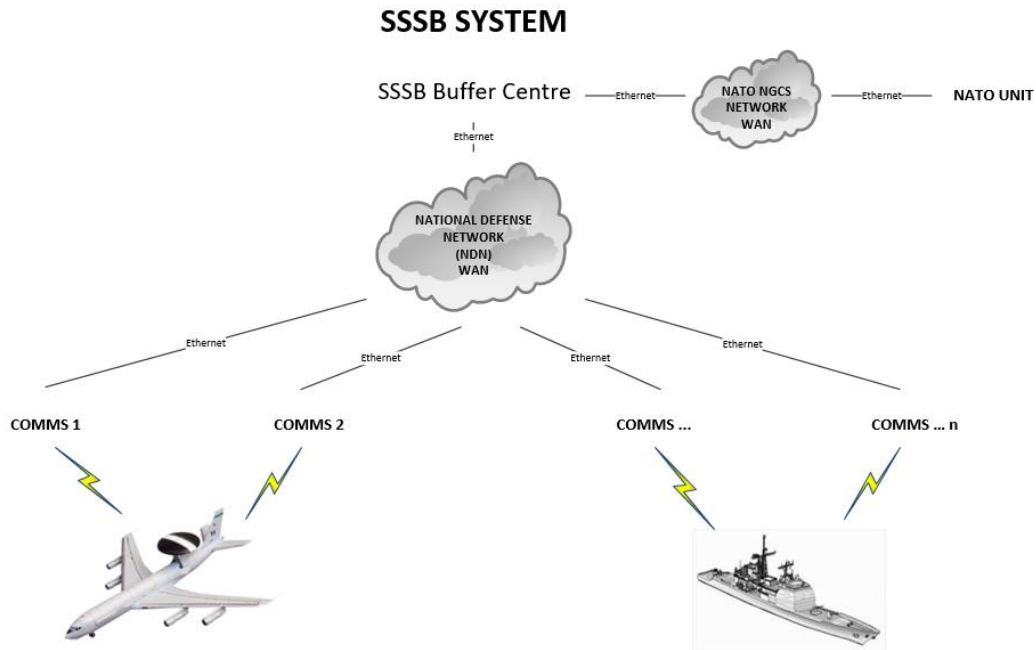 SSSB SYSTEM
SSSB Buffer Centre
Ethernet
NATO NGCS
NETWORK
WAN
Ethernet
NATO UNIT
Ethernet
NATIONAL DEFENSE
NETWORK
(NDN)
WAN
Ethernet
Ethernet
Ethernet
Ethernet
COMMS 1
COMMS 2
COMMS ...
COMMS ... n